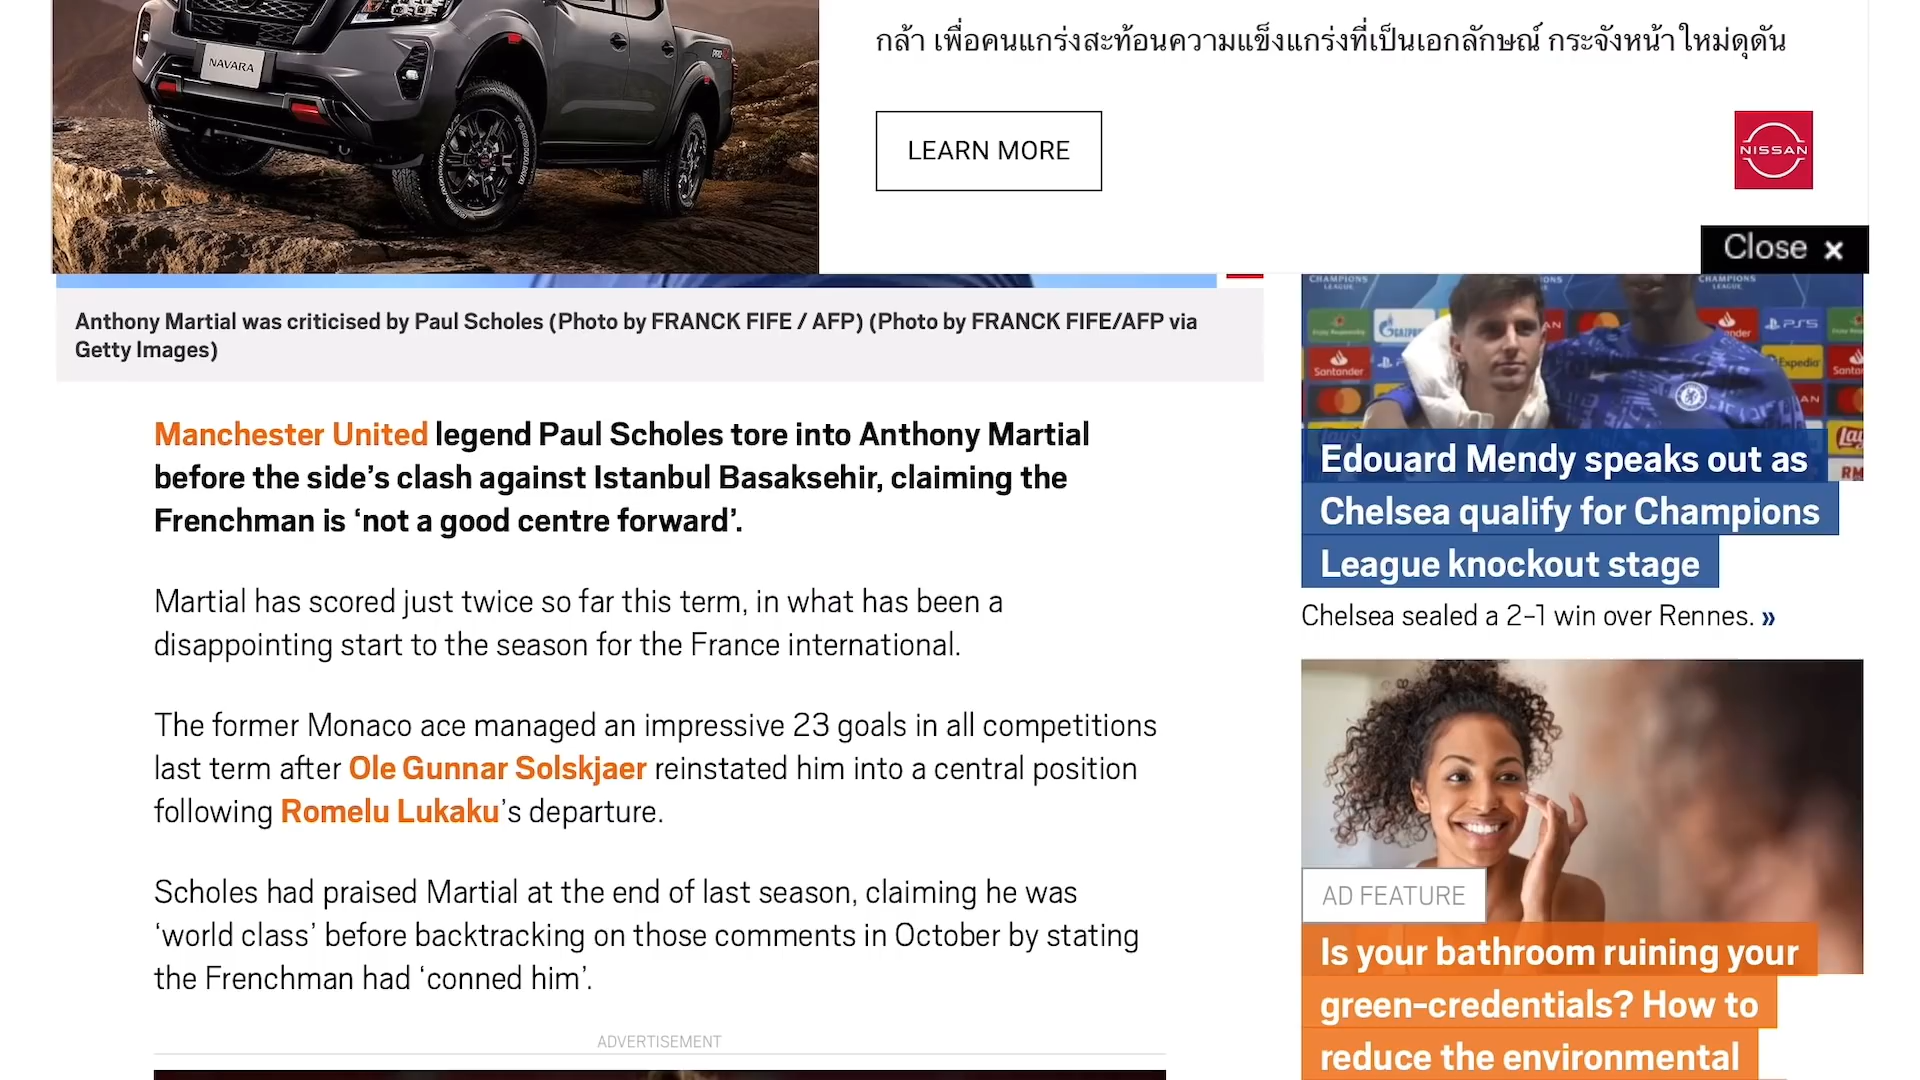 กล้า เพื่อคนแกร่งสะท้อนความแข็งแกร่งที่เป็นเอกลักษณ์ กระจังหน้าใหม่ดุดัน
NAVARA
LEARN MORE
NISSAN
Close ×
Anthony Martial was criticised by Paul Scholes (Photo by FRANCK FIFE / AFP) (Photo by FRANCK FIFE/AFP via
Getty Images)
Manchester United legend Paul Scholes tore into Anthony Martial
before the side’s clash against Istanbul Basaksehir, claiming the
Frenchman is ‘not a good centre forward’.
Martial has scored just twice so far this term, in what has been a
disappointing start to the season for the France international.
The former Monaco ace managed an impressive 23 goals in all competitions
last term after Ole Gunnar Solskjaer reinstated him into a central position
following Romelu Lukaku’s departure.
Scholes had praised Martial at the end of last season, claiming he was
‘world class’ before backtracking on those comments in October by stating
the Frenchman had ‘conned him’.
ADVERTISEMENT
CHAMPIONS
LEAGUE
CHAMPIONS
LEAGUE
GAZPROM
PS5
Santander
Expedia
Edouard Mendy speaks out as
Chelsea qualify for Champions
League knockout stage
Chelsea sealed a 2-1 win over Rennes. »
AD FEATURE
Is your bathroom ruining your
green-credentials? How to
reduce the environmental